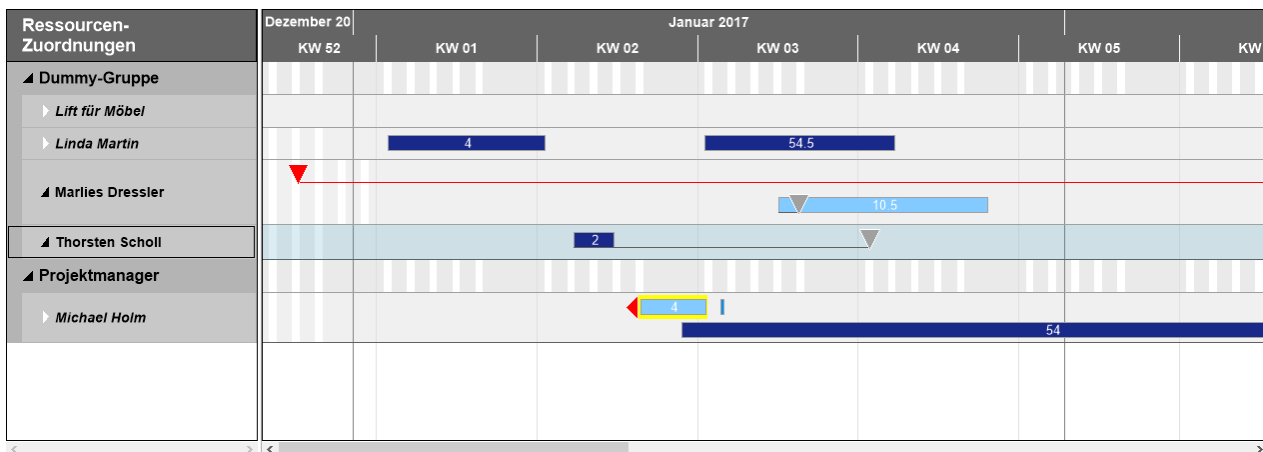 Ressourcen-
Zuordnungen
Dezember 20
Januar 2017
KW 52
KW 01
KW 02
KW 03
KW 04
KW 05
KW
Dummy-Gruppe
Lift für Möbel
Linda Martin
4
54.5
Marlies Dressler
10.5
Thorsten Scholl
2
Projektmanager
Michael Holm
4
54